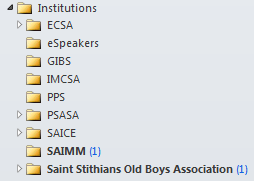 Institutions
ECSA
eSpeakers
GIBS
IMCSA
PPS
PSASA
SAICE
SAIMM (1)
Saint Stithians Old Boys Association (1)